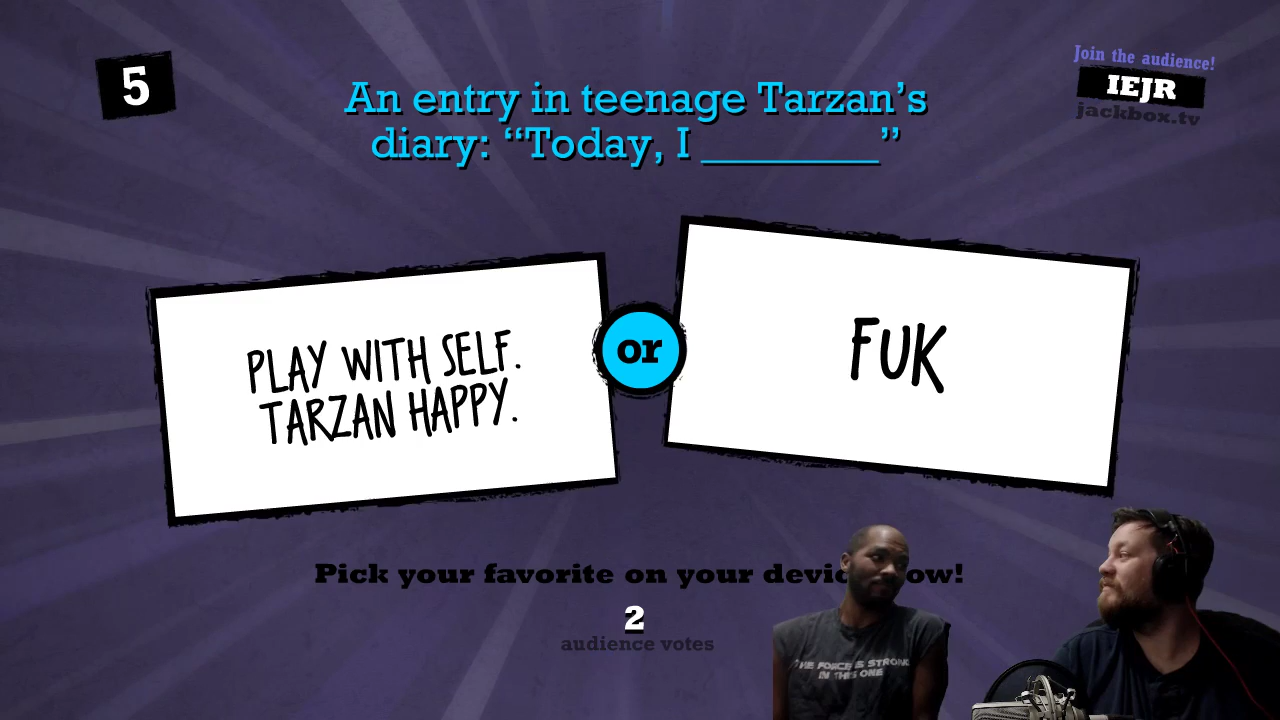 5
Join the audience!
IEJR
jackbox.tv
An entry in teenage Tarzan’s
diary: “Today, I ________”
PLAY WITH SELF.
TARZAN HAPPY.
or
FUK
Pick your favorite on your devic ow!
2
audience votes
THE FORCE IS STRONG
IN THIS ONE